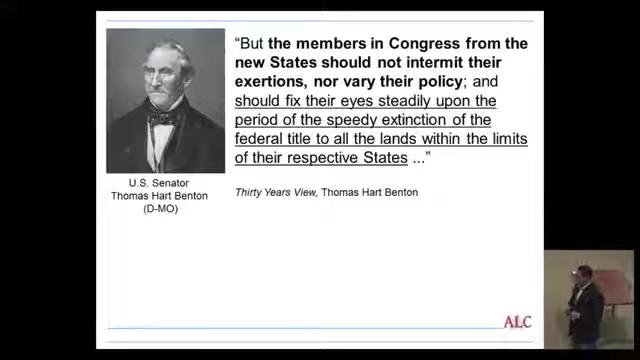 “But the members in Congress from the
new States should not intermit their
exertions, nor vary their policy; and
should fix their eyes steadily upon the
period of the speedy extinction of the
federal title to all the lands within the limits
of their respective States ...”
U.S. Senator
Thomas Hart Benton
(D-MO)
Thirty Years View, Thomas Hart Benton
ALC